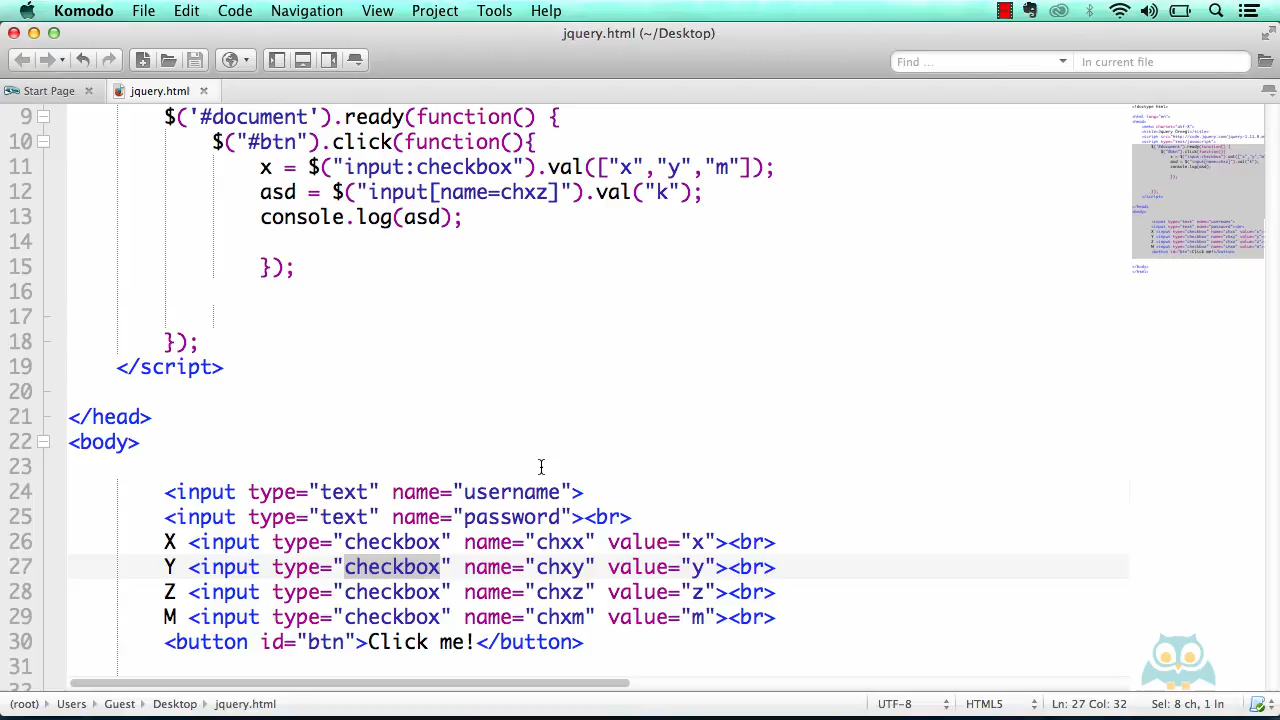 Komodo File Edit Code Navigation View Project Tools Help
jquery.html (~/Desktop)
Find ... In current file
Start Page jquery.html
9 $('#document').ready(function() {
10 $("#btn").click(function(){
11 x = $("input:checkbox").val(["x","y","m"]);
12 asd = $("input[name=chxz]").val("k");
13 console.log(asd);
14
15 });
16
17
18 });
19 </script>
20
21 </head>
22 <body>
23
24 <input type="text" name="username">
25 <input type="text" name="password"><br>
26 X <input type="checkbox" name="chxx" value="x"><br>
27 Y <input type="checkbox" name="chxy" value="y"><br>
28 Z <input type="checkbox" name="chxz" value="z"><br>
29 M <input type="checkbox" name="chxm" value="m"><br>
30 <button id="btn">Click me!</button>
31
(root) Users Guest Desktop jquery.html UTF-8 HTML5 Ln: 27 Col: 32 Sel: 8 ch, 1 ln